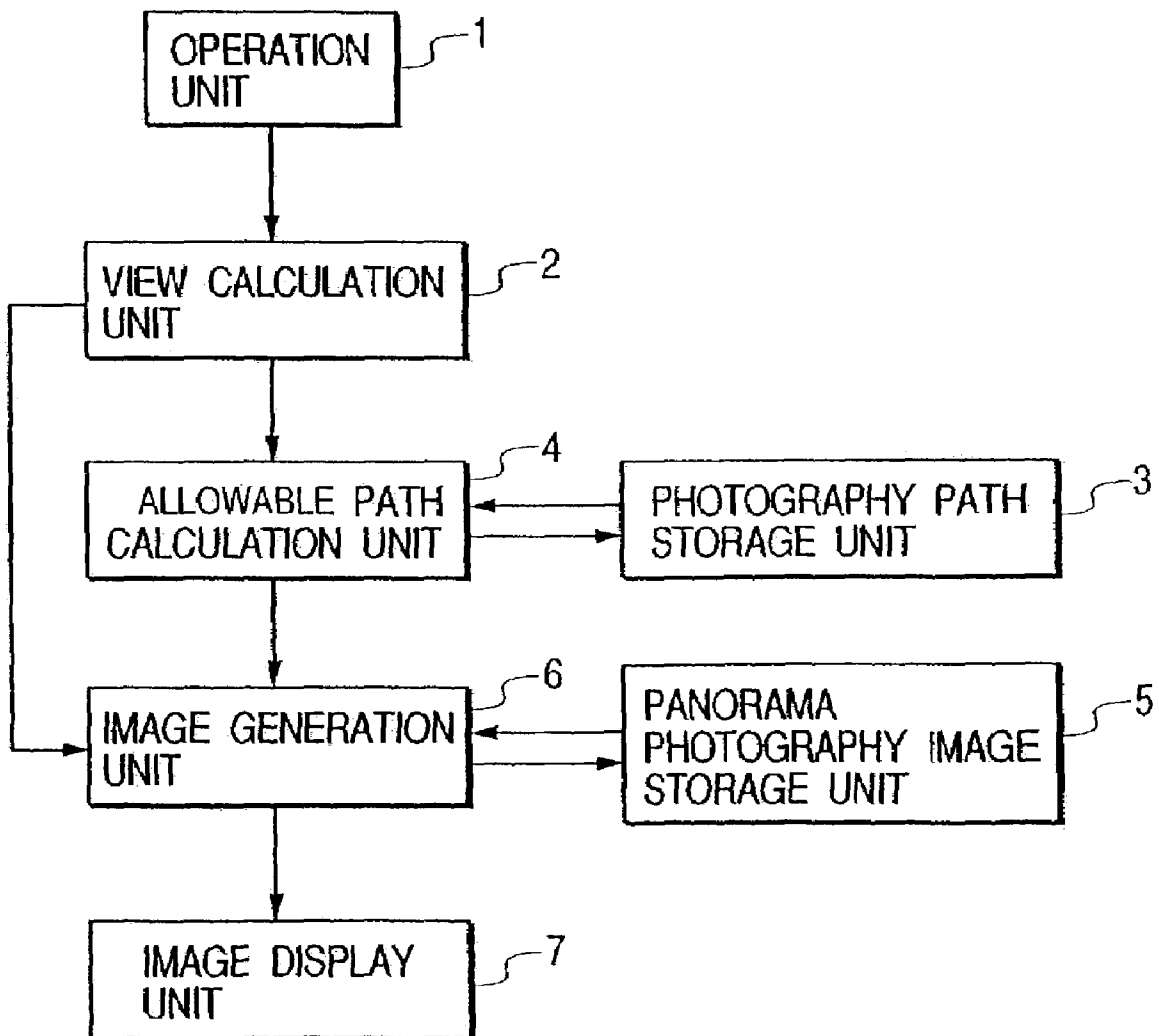 OPERATION
UNIT
1
VIEW CALCULATION
UNIT
2
ALLOWABLE PATH
CALCULATION UNIT
4
PHOTOGRAPHY PATH
STORAGE UNIT
3
IMAGE GENERATION
UNIT
6
PANORAMA
PHOTOGRAPHY IMAGE
STORAGE UNIT
5
IMAGE DISPLAY
UNIT
7